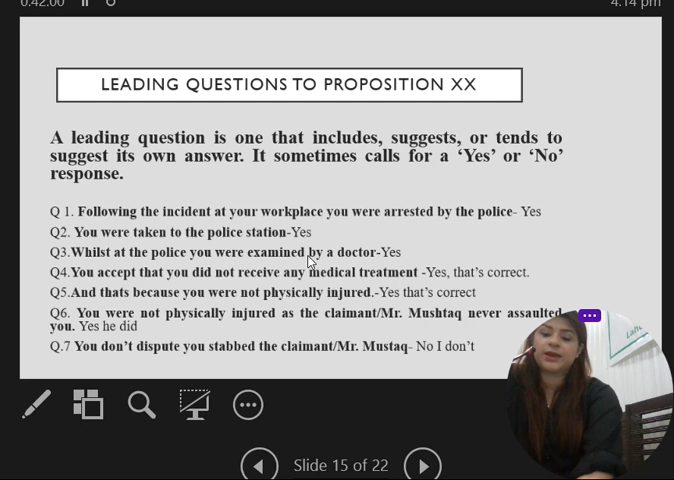 0:42:00
4:14 pm
LEADING QUESTIONS TO PROPOSITION XX
A leading question is one that includes, suggests, or tends to
suggest its own answer. It sometimes calls for a ‘Yes’ or ‘No’
response.
Q 1. Following the incident at your workplace you were arrested by the police- Yes
Q2. You were taken to the police station-Yes
Q3.Whilst at the police you were examined by a doctor-Yes
Q4.You accept that you did not receive any medical treatment -Yes, that’s correct.
Q5.And thats because you were not physically injured.-Yes that’s correct
Q6. You were not physically injured as the claimant/Mr. Mushtaq never assaulted
you. Yes he did
Q.7 You don’t dispute you stabbed the claimant/Mr. Mustaq- No I don’t
Slide 15 of 22